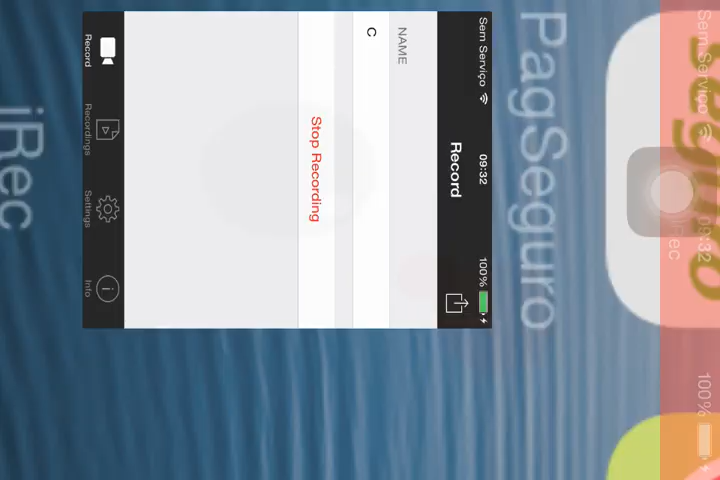 Sem Serviço 09:32 100%
iRec
seguro
PagSeguro
Sem Serviço 09:32 100%
Record
NAME
C
Stop Recording
Record Recordings Settings Info
iRec